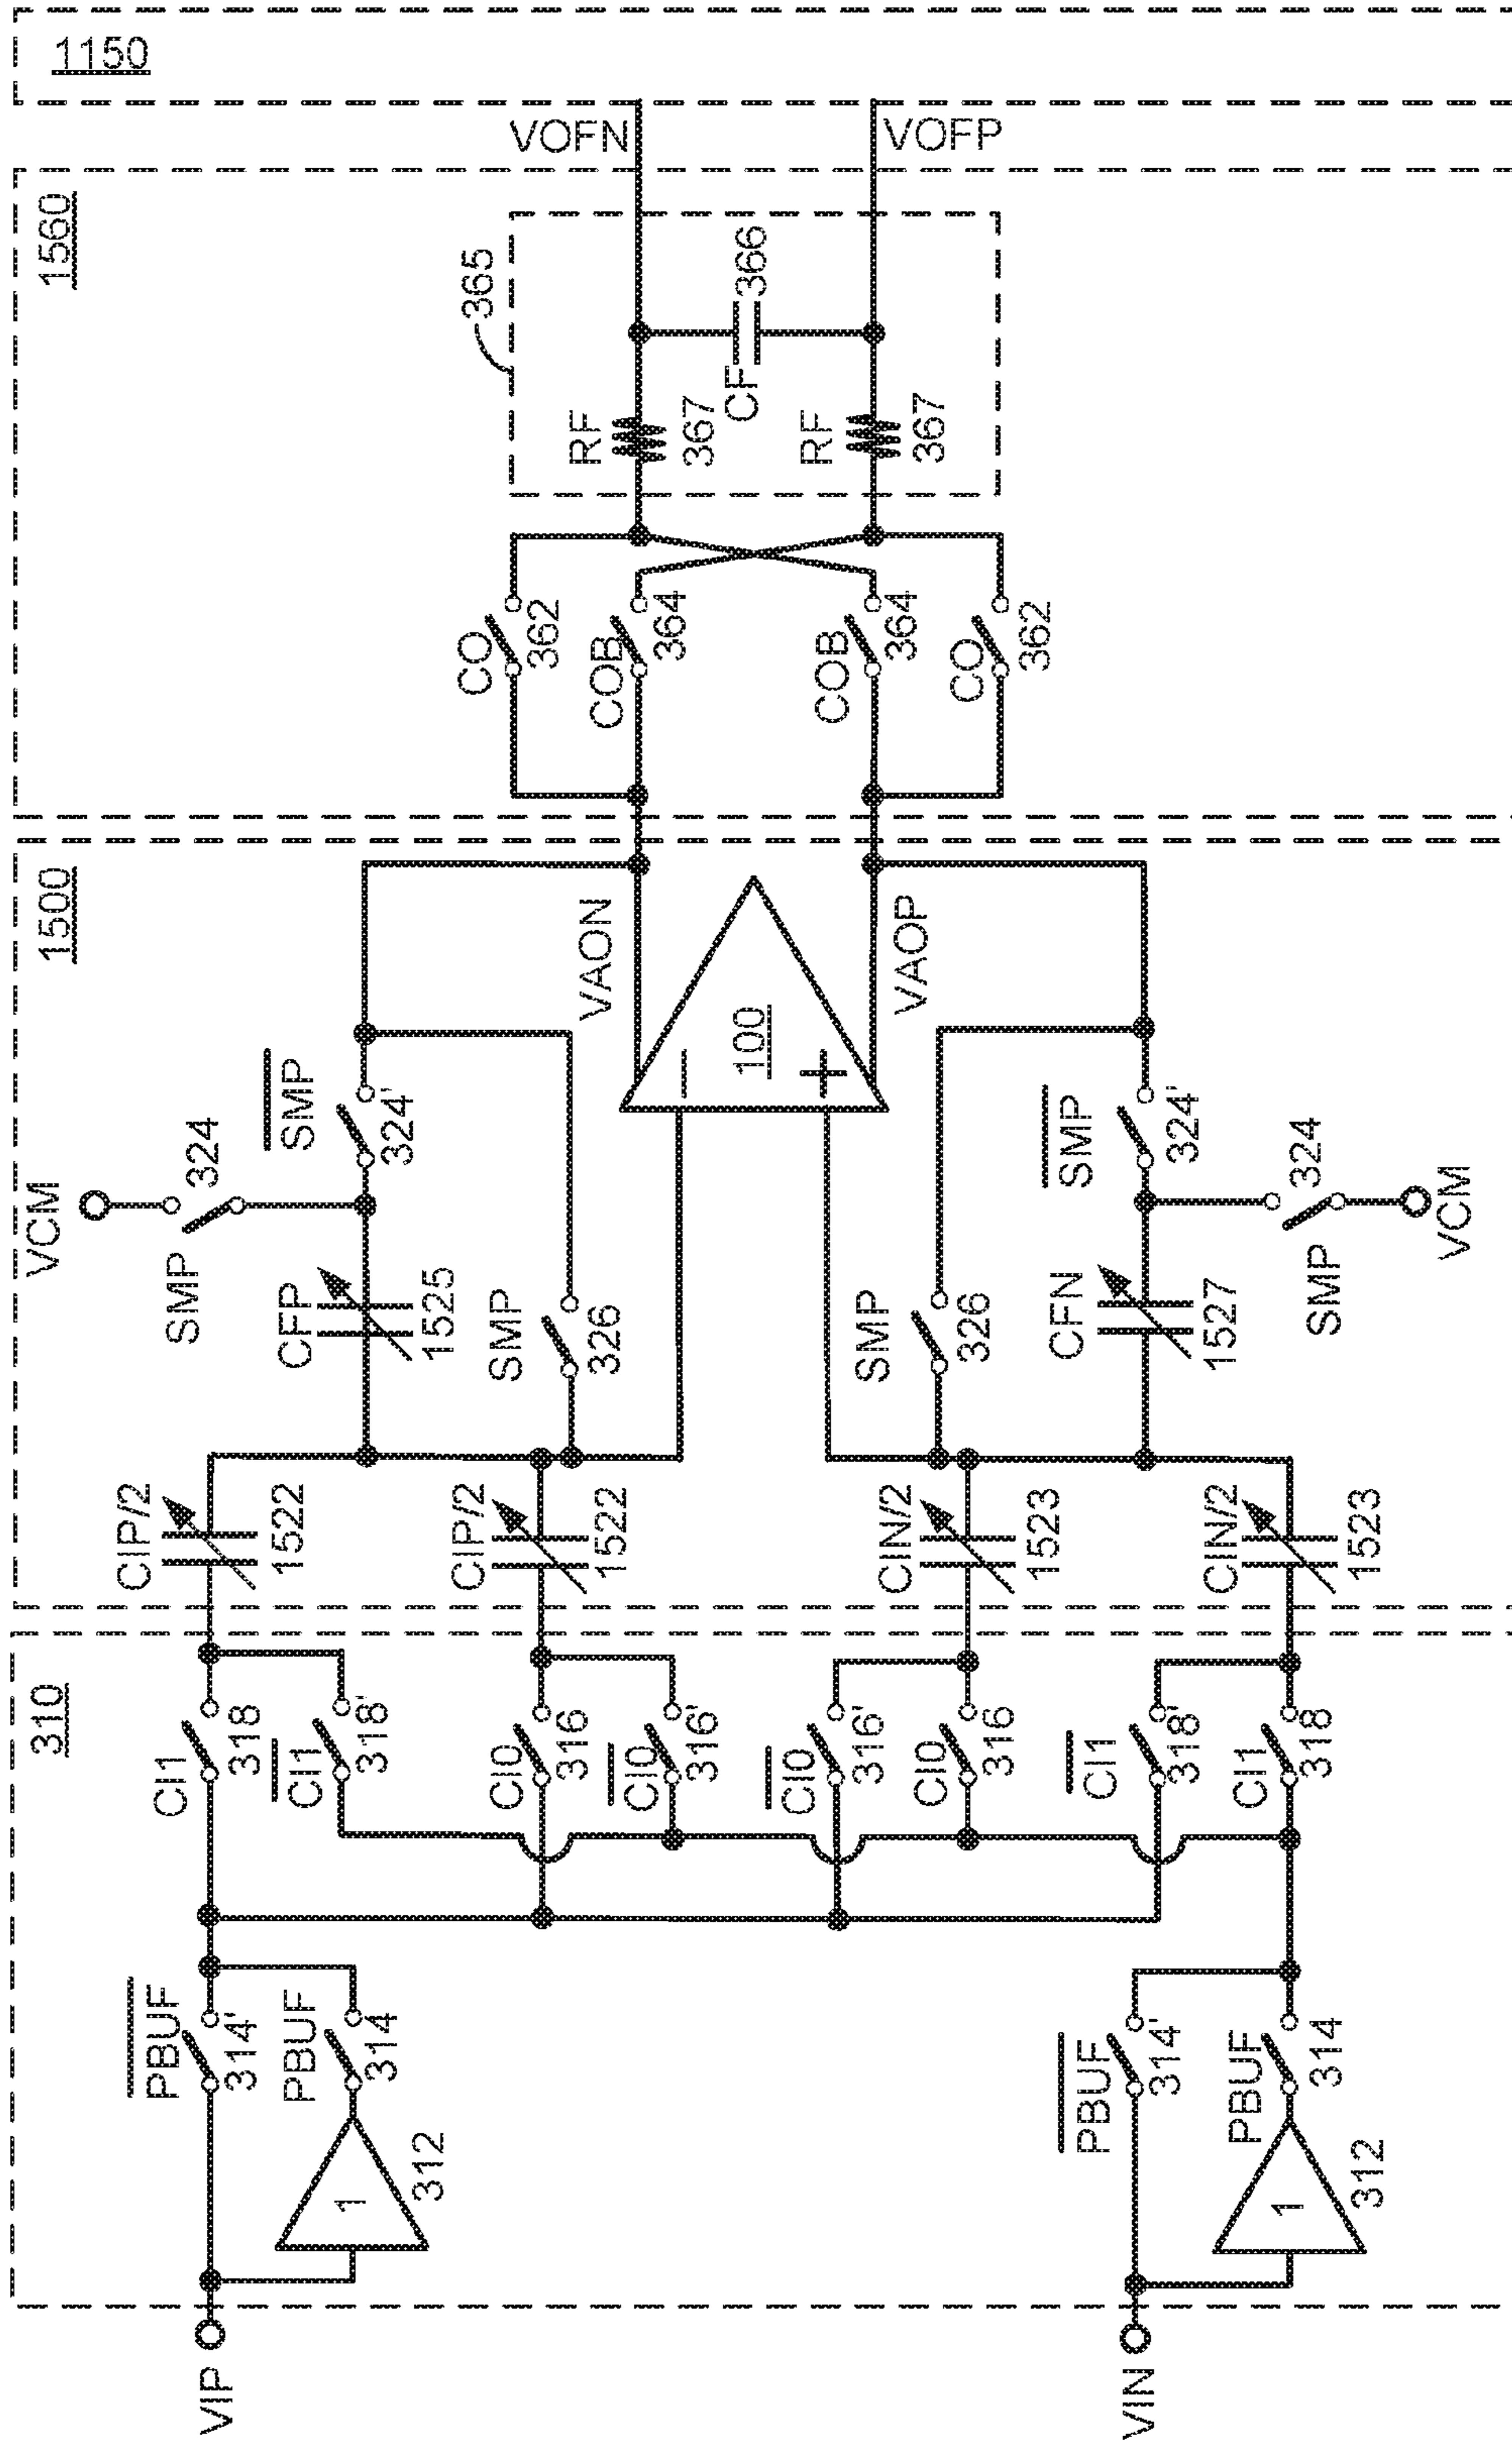 1150
VOFN
VOFP
1560
365
366
CF
RF
367
RF
367
CO
362
COB
364
COB
364
CO
362
1500
VAON
100
−
+
VAOP
VCM
324
SMP
SMP
324'
CFP
1525
SMP
326
SMP
326
SMP
324'
CFN
1527
324
SMP
VCM
CIP/2
1522
CIP/2
1522
CIN/2
1523
CIN/2
1523
310
CI1
318
CI1
318'
CI0
316
CI0
316'
CI0
316'
CI0
316
CI1
318'
CI1
318
PBUF
314'
PBUF
314
1
312
PBUF
314'
PBUF
314
1
312
VIP
VIN